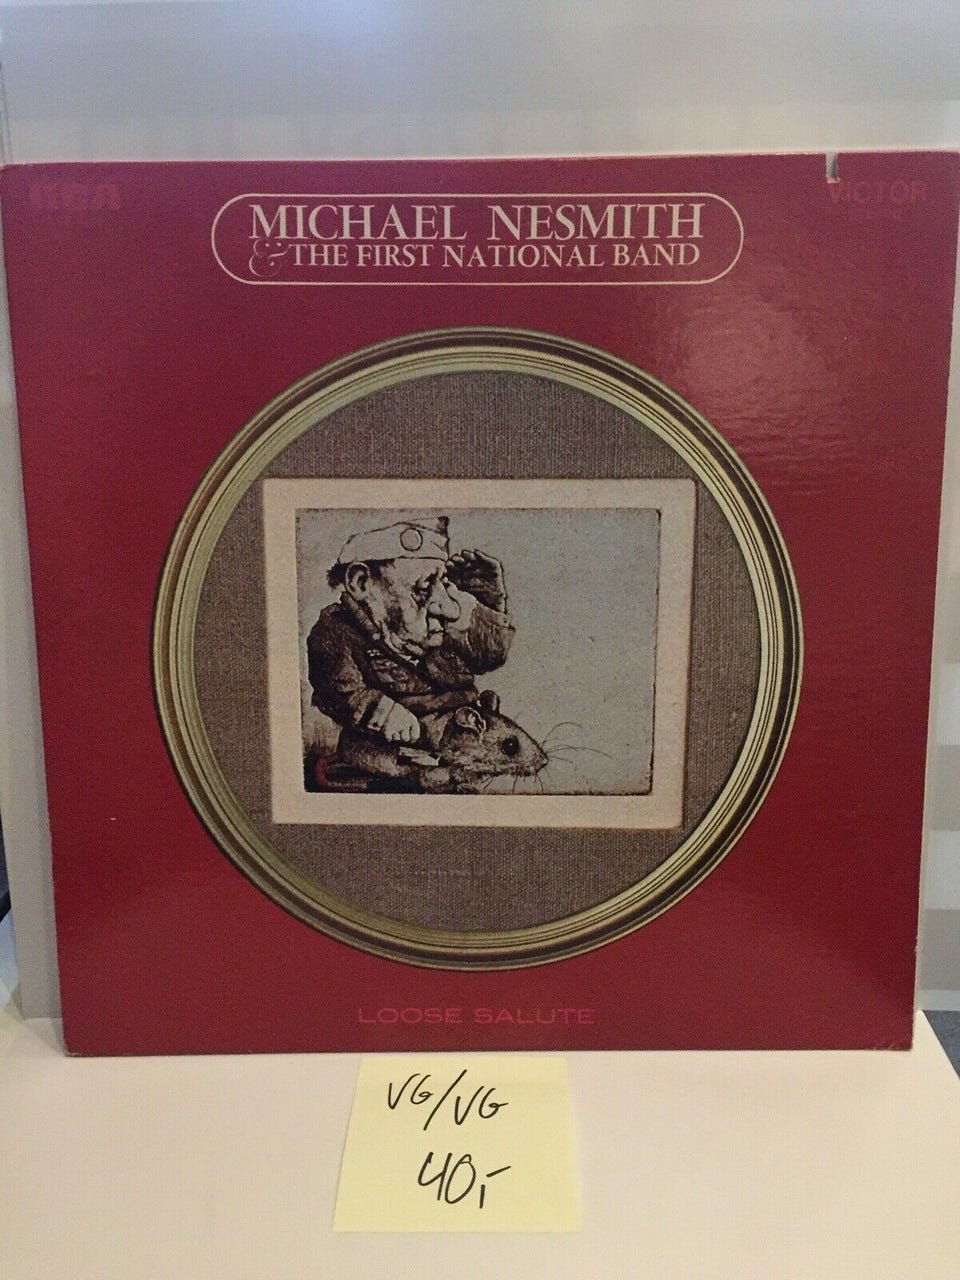 RCA
VICTOR
MICHAEL NESMITH
& THE FIRST NATIONAL BAND
LOOSE SALUTE
VG/VG
40,-